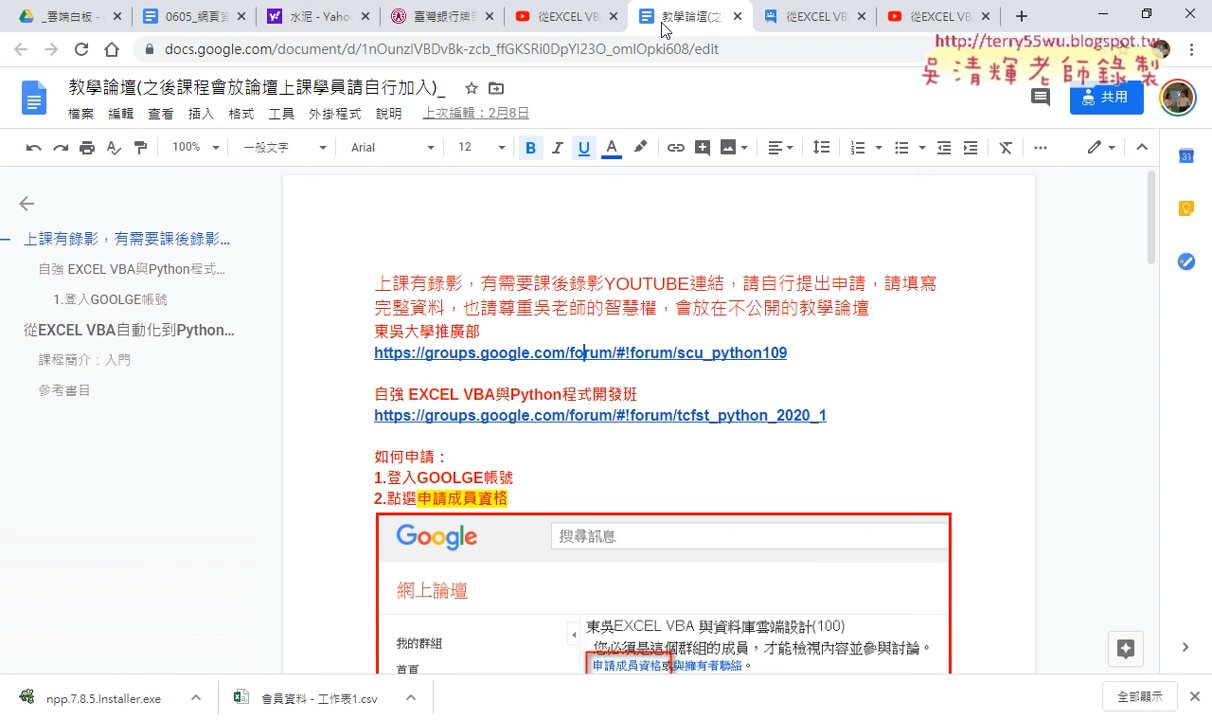 _雲端白板 -
0605_網頁
水泥 - Yahoo
臺灣銀行牌
從EXCEL VB
教學論壇(之
從EXCEL VB
從EXCEL VB
docs.google.com/document/d/1nOunzlVBDvBk-zcb_ffGKSRi0DpYl23O_omIOpki608/edit
http://terry55wu.blogspot.tw
吳清輝老師錄製
教學論壇(之後課程會放論壇上課學員請自行加入)_
檔案 編輯 查看 插入 格式 工具 外掛程式 說明 上次編輯：2月8日
共用
100% 一般文字 Arial 12 B I U A
31
上課有錄影，有需要課後錄影...
自強 EXCEL VBA與Python程式...
1.登入GOOLGE帳號
從EXCEL VBA自動化到Python...
課程簡介：入門
參考書目
上課有錄影，有需要課後錄影YOUTUBE連結，請自行提出申請，請填寫
完整資料，也請尊重吳老師的智慧權，會放在不公開的教學論壇
東吳大學推廣部
https://groups.google.com/forum/#!forum/scu_python109
自強 EXCEL VBA與Python程式開發班
https://groups.google.com/forum/#!forum/tcfst_python_2020_1
如何申請：
1.登入GOOLGE帳號
2.點選申請成員資格
Google 搜尋訊息
網上論壇
我的群組
首頁
東吳EXCEL VBA 與資料庫雲端設計(100)
您必須是這個群組的成員，才能檢視內容並參與討論。
申請成員資格或與擁有者聯絡。
npp.7.8.5.Installer.exe
會員資料 - 工作表1.csv
全部顯示